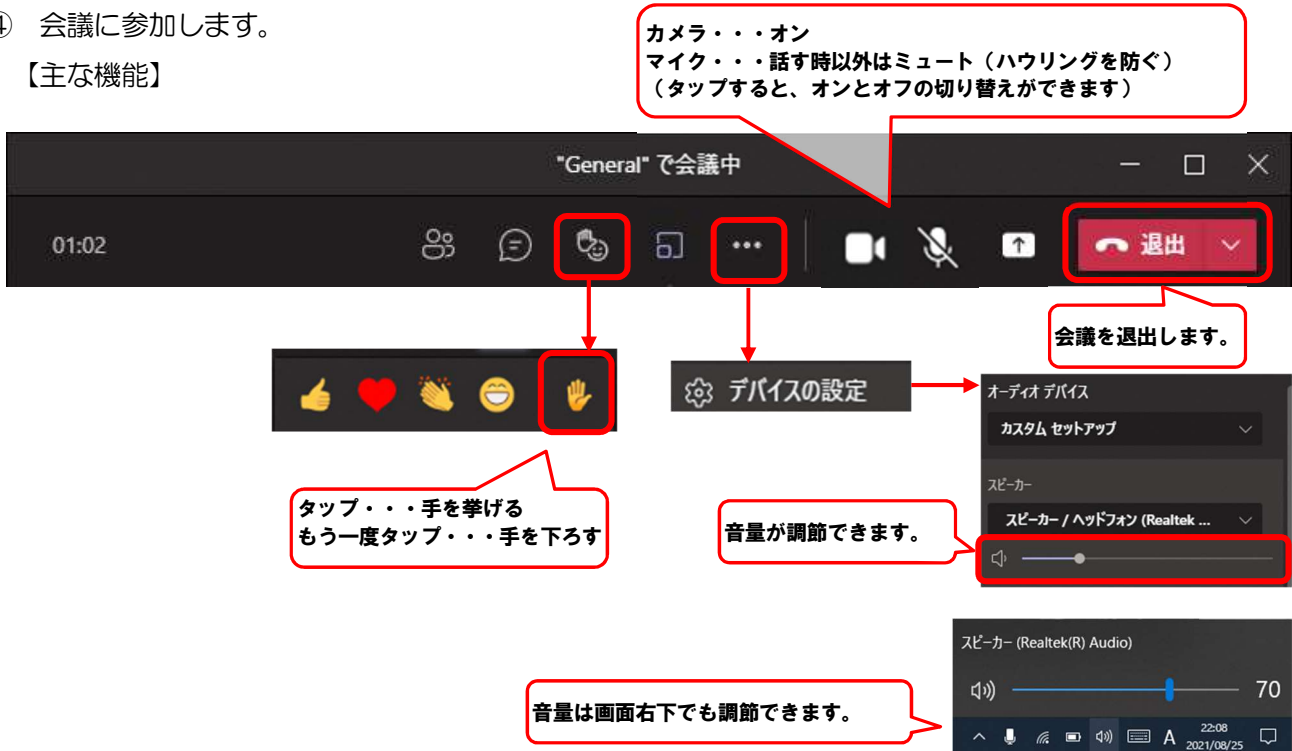 ④ 会議に参加します。
【主な機能】
カメラ・・・オン
マイク・・・話す時以外はミュート（ハウリングを防ぐ）
（タップすると、オンとオフの切り替えができます）
"General" で会議中
01:02
退出
会議を退出します。
デバイスの設定
タップ・・・手を挙げる
もう一度タップ・・・手を下ろす
オーディオ デバイス
カスタム セットアップ
スピーカー
スピーカー / ヘッドフォン (Realtek ...
音量が調節できます。
スピーカー (Realtek(R) Audio)
70
音量は画面右下でも調節できます。
A
22:08
2021/08/25